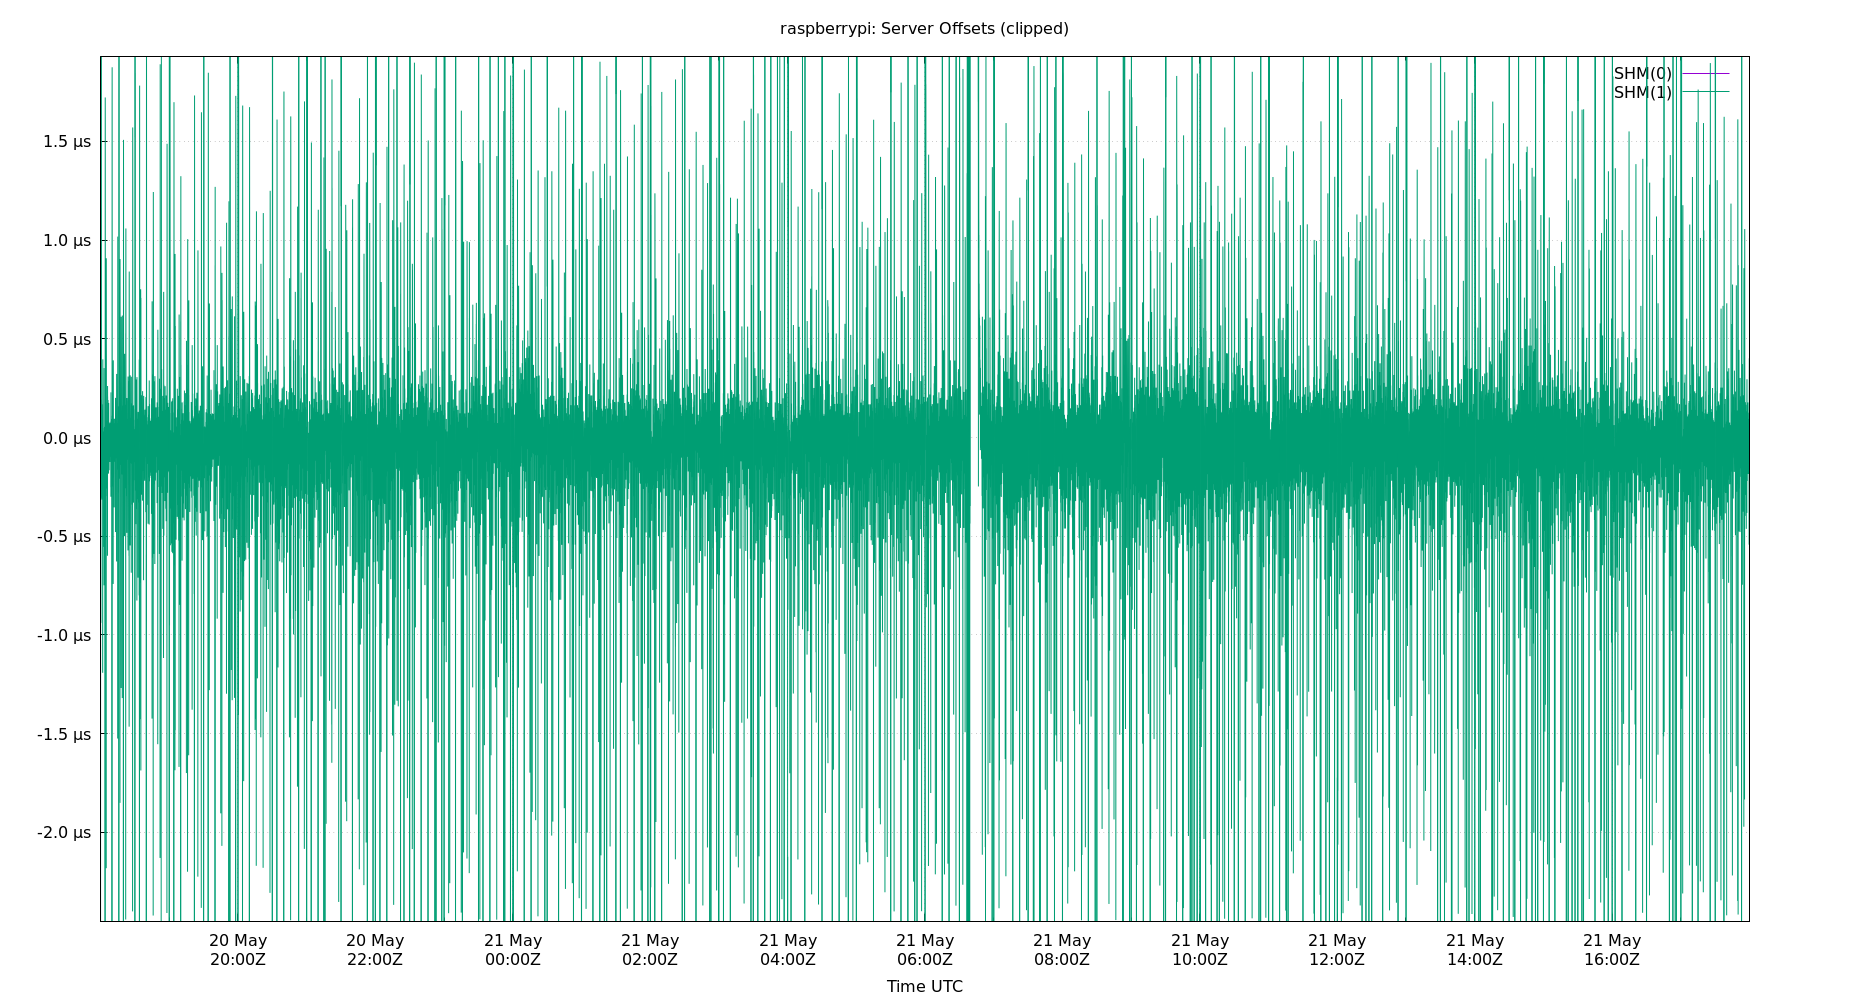 raspberrypi: Server Offsets (clipped)
SHM(0)
SHM(1)
1.5 µs
1.0 µs
0.5 µs
0.0 µs
-0.5 µs
-1.0 µs
-1.5 µs
-2.0 µs
20 May 20 May 21 May 21 May 21 May 21 May 21 May 21 May 21 May 21 May 21 May
20:00Z 22:00Z 00:00Z 02:00Z 04:00Z 06:00Z 08:00Z 10:00Z 12:00Z 14:00Z 16:00Z
Time UTC